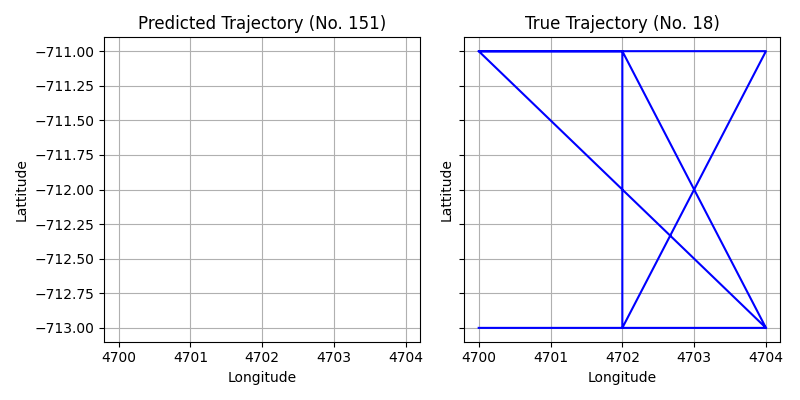 Predicted Trajectory (No. 151)
−711.00
−711.25
−711.50
−711.75
−712.00
−712.25
−712.50
−712.75
−713.00
Lattitude
4700 4701 4702 4703 4704
Longitude
True Trajectory (No. 18)
Lattitude
4700 4701 4702 4703 4704
Longitude